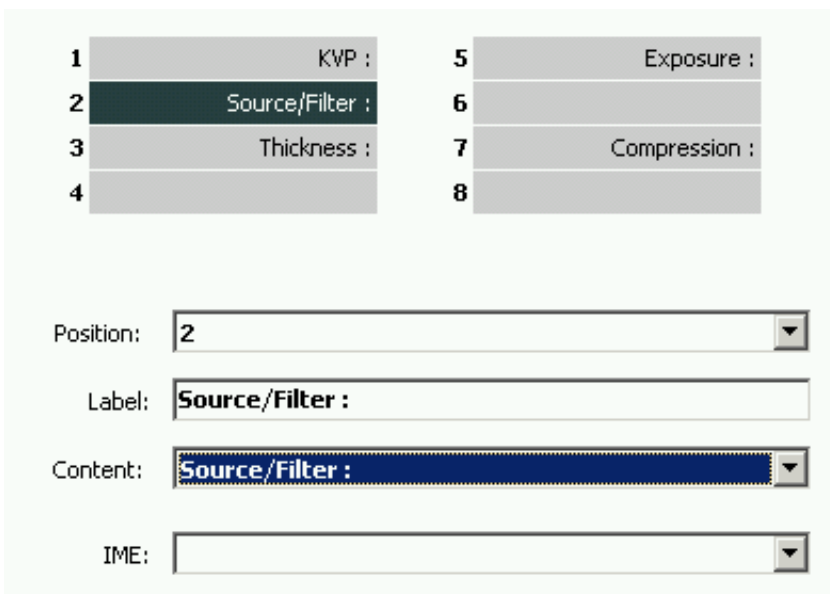 1 KVP : 5 Exposure :
2 Source/Filter : 6
3 Thickness : 7 Compression :
4 8
Position: 2
Label: Source/Filter :
Content: Source/Filter :
IME: